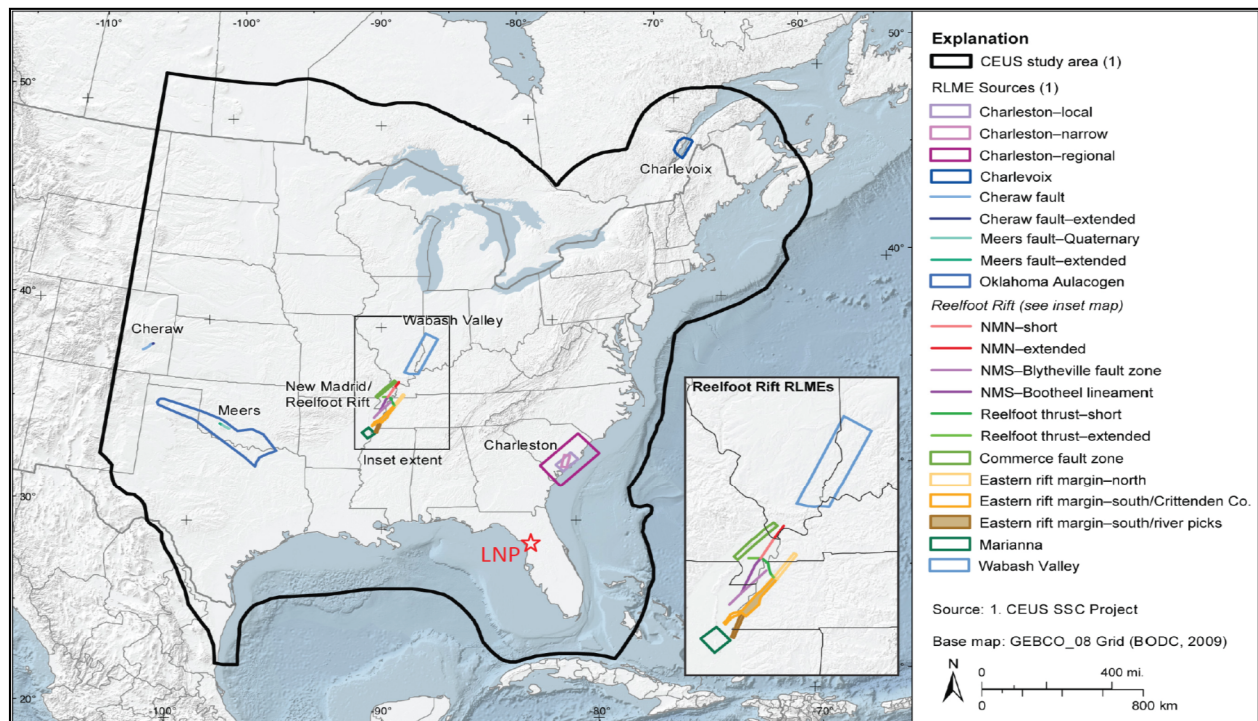 -110° -100° -90° -80° -70° -60°
50°
50°
40°
40°
30°
20°
-100° -90° -80° -70°
Charlevoix
Cheraw
Wabash Valley
New Madrid/
Reelfoot Rift
Meers
Inset extent
Charleston
LNP
Reelfoot Rift RLMEs
Explanation
CEUS study area (1)
RLME Sources (1)
Charleston–local
Charleston–narrow
Charleston–regional
Charlevoix
Cheraw fault
Cheraw fault–extended
Meers fault–Quaternary
Meers fault–extended
Oklahoma Aulacogen
Reelfoot Rift (see inset map)
NMN–short
NMN–extended
NMS–Blytheville fault zone
NMS–Bootheel lineament
Reelfoot thrust–short
Reelfoot thrust–extended
Commerce fault zone
Eastern rift margin–north
Eastern rift margin–south/Crittenden Co.
Eastern rift margin–south/river picks
Marianna
Wabash Valley
Source: 1. CEUS SSC Project
Base map: GEBCO_08 Grid (BODC, 2009)
N
0 400 mi.
0 800 km